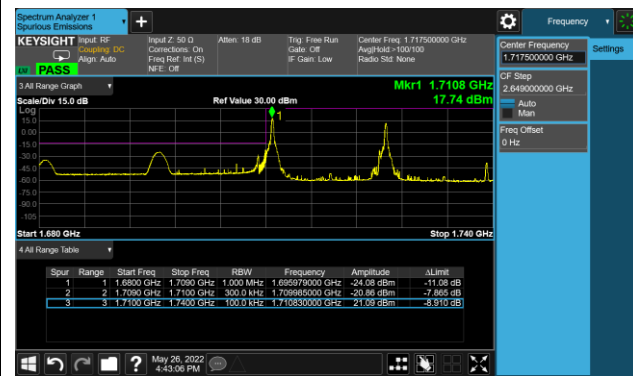 Spectrum Analyzer 1
Spurious Emissions
Frequency
KEYSIGHT
Input: RF
Coupling: DC
Align: Auto
Input Z: 50 Ω
Corrections: On
Freq Ref: Int (S)
NFE: Off
Atten: 18 dB
Trig: Free Run
Gate: Off
IF Gain: Low
Center Freq: 1.717500000 GHz
Avg|Hold:>100/100
Radio Std: None
PASS
Center Frequency
1.717500000 GHz
Settings
CF Step
2.649000000 GHz
Auto
Man
Freq Offset
0 Hz
3 All Range Graph
Mkr1 1.7108 GHz
Scale/Div 15.0 dB
Ref Value 30.00 dBm
17.74 dBm
Log
15.0
0.00
-15.0
-30.0
-45.0
-60.0
-75.0
-90.0
-105
1
Start 1.680 GHz
Stop 1.740 GHz
4 All Range Table
Spur Range Start Freq Stop Freq RBW Frequency Amplitude ΔLimit
1 1 1.6800 GHz 1.7090 GHz 1.000 MHz 1.695979000 GHz -24.08 dBm -11.08 dB
2 2 1.7090 GHz 1.7100 GHz 300.0 kHz 1.709985000 GHz -20.86 dBm -7.865 dB
3 3 1.7100 GHz 1.7400 GHz 100.0 kHz 1.710830000 GHz 21.09 dBm -8.910 dB
May 26, 2022
4:43:06 PM